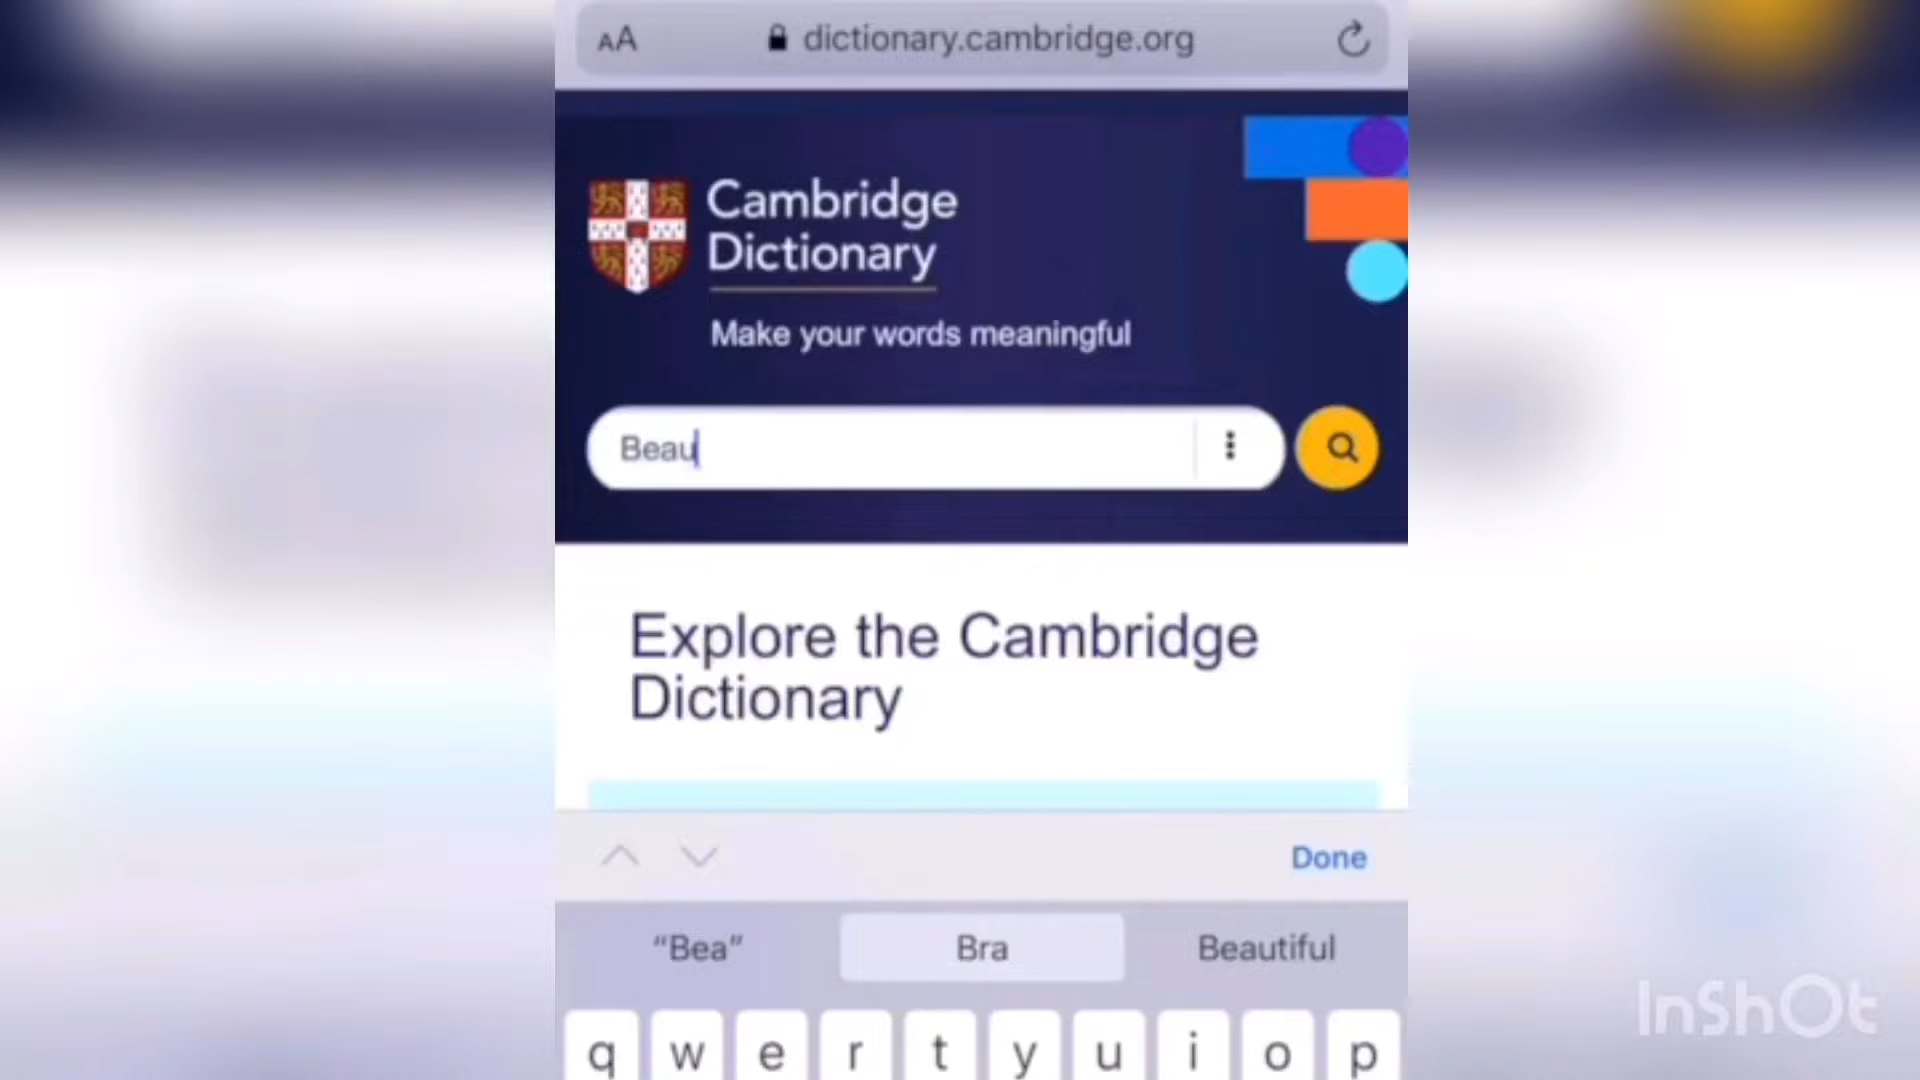 AA dictionary.cambridge.org
Cambridge
Dictionary
Make your words meaningful
Beau
Explore the Cambridge
Dictionary
Done
“Bea” Bra Beautiful
q w e r t y u i o p
InShOt